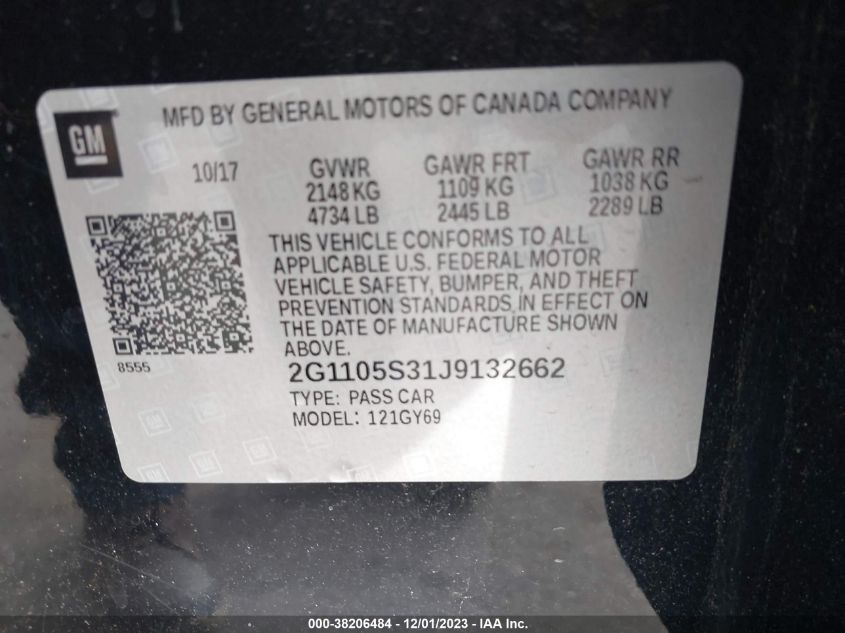 GM
MFD BY GENERAL MOTORS OF CANADA COMPANY
10/17 GVWR GAWR FRT GAWR RR
2148 KG 1109 KG 1038 KG
4734 LB 2445 LB 2289 LB
THIS VEHICLE CONFORMS TO ALL
APPLICABLE U.S. FEDERAL MOTOR
VEHICLE SAFETY, BUMPER, AND THEFT
PREVENTION STANDARDS IN EFFECT ON
THE DATE OF MANUFACTURE SHOWN
ABOVE.
8555
2G1105S31J9132662
TYPE: PASS CAR
MODEL: 121GY69
000-38206484 - 12/01/2023 - IAA Inc.